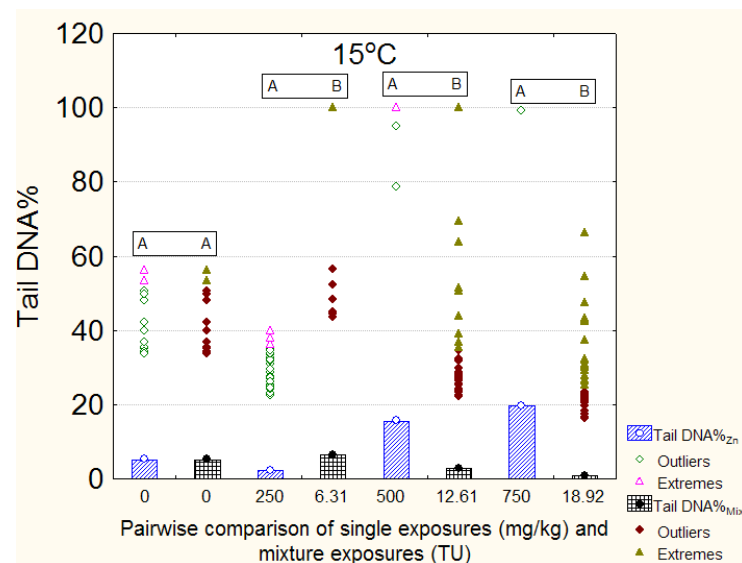 120
15ºC
A B A B A B
100
80
A A
60
40
20
0
Tail DNA%
0 0 250 6.31 500 12.61 750 18.92
Pairwise comparison of single exposures (mg/kg) and
mixture exposures (TU)
Tail DNA%Zn
Outliers
Extremes
Tail DNA%Mix
Outliers
Extremes